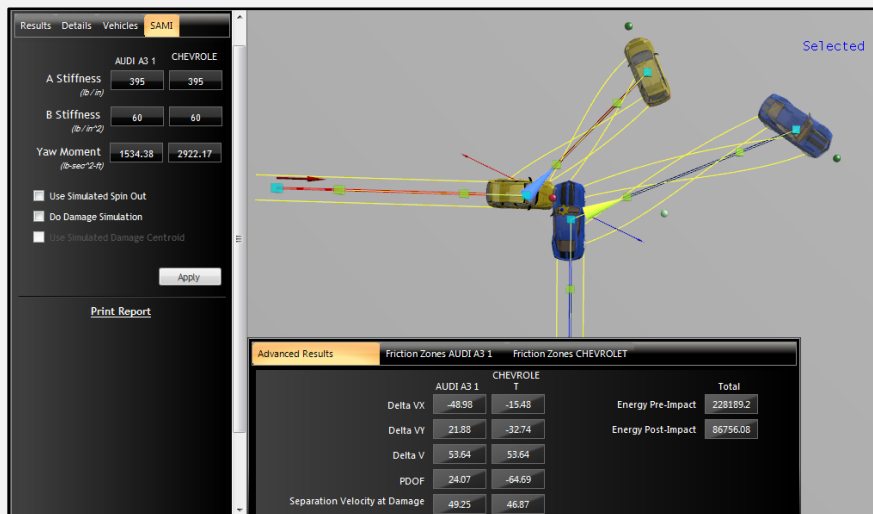 Results Details Vehicles SAMI
AUDI A3 1 CHEVROLE
A Stiffness 395 395
(lb/in)
B Stiffness 60 60
(lb/in^2)
Yaw Moment 1534.38 2922.17
(lb-sec^2-ft)
Use Simulated Spin Out
Do Damage Simulation
Use Simulated Damage Centroid
Apply
Print Report
Selected
Advanced Results Friction Zones AUDI A3 1 Friction Zones CHEVROLET
AUDI A3 1 CHEVROLE
T Total
Delta VX -48.98 -15.48 Energy Pre-Impact 228189.2
Delta VY 21.88 -32.74 Energy Post-Impact 86756.08
Delta V 53.64 53.64
PDOF 24.07 -64.69
Separation Velocity at Damage 49.25 46.87